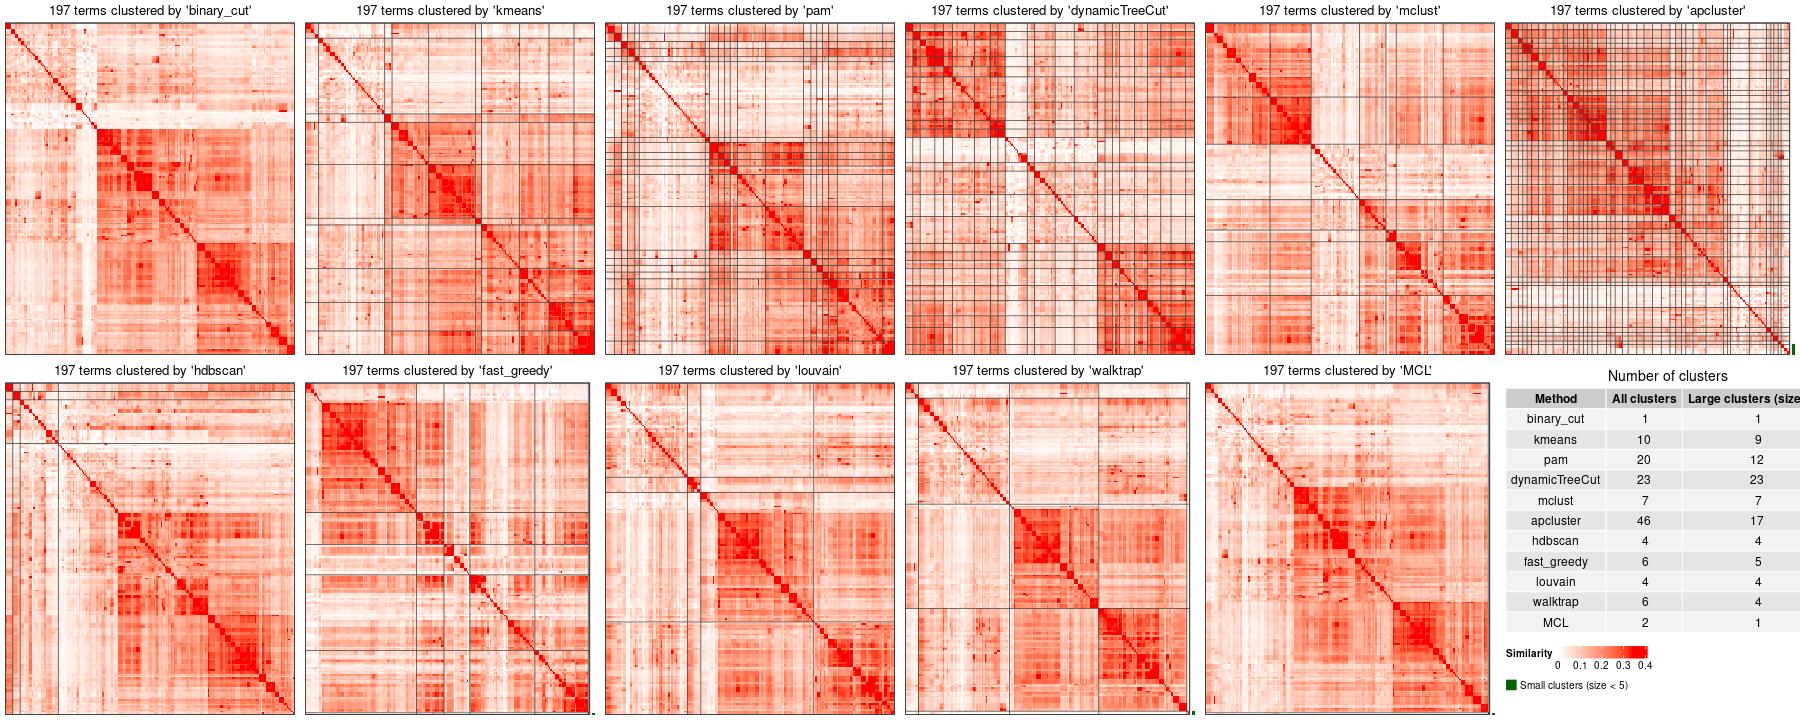 197 terms clustered by 'binary_cut'
197 terms clustered by 'kmeans'
197 terms clustered by 'pam'
197 terms clustered by 'dynamicTreeCut'
197 terms clustered by 'mclust'
197 terms clustered by 'apcluster'
197 terms clustered by 'hdbscan'
197 terms clustered by 'fast_greedy'
197 terms clustered by 'louvain'
197 terms clustered by 'walktrap'
197 terms clustered by 'MCL'
Number of clusters
Method All clusters Large clusters (size
binary_cut 1 1
kmeans 10 9
pam 20 12
dynamicTreeCut 23 23
mclust 7 7
apcluster 46 17
hdbscan 4 4
fast_greedy 6 5
louvain 4 4
walktrap 6 4
MCL 2 1
Similarity
0 0.1 0.2 0.3 0.4
Small clusters (size < 5)